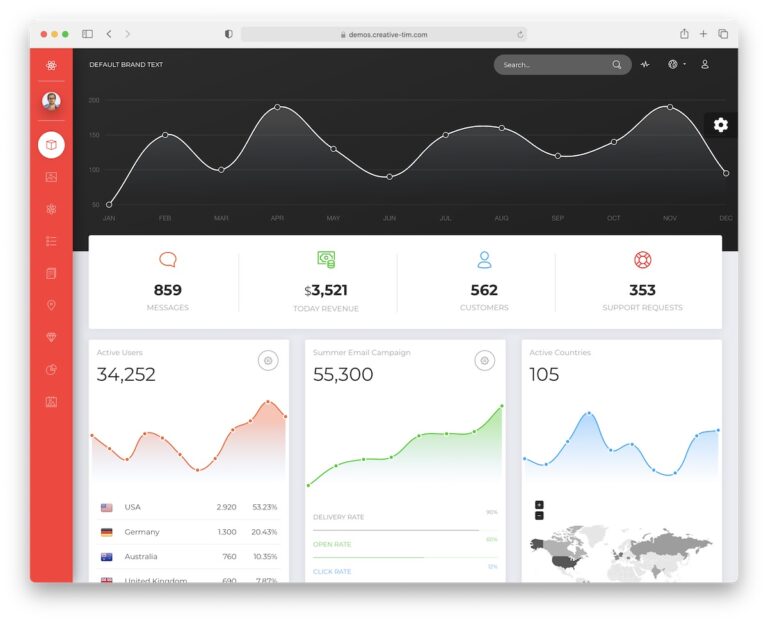 demos.creative-tim.com
DEFAULT BRAND TEXT
Search...
200
150
100
50
JAN FEB MAR APR MAY JUN JUL AUG SEP OCT NOV DEC
859 $3,521 562 353
MESSAGES TODAY REVENUE CUSTOMERS SUPPORT REQUESTS
Active Users
34,252
USA 2.920 53.23%
Germany 1.300 20.43%
Australia 760 10.35%
United Kingdom 690 7.87%
Summer Email Campaign
55,300
DELIVERY RATE 90%
OPEN RATE 60%
CLICK RATE 12%
Active Countries
105
+
−